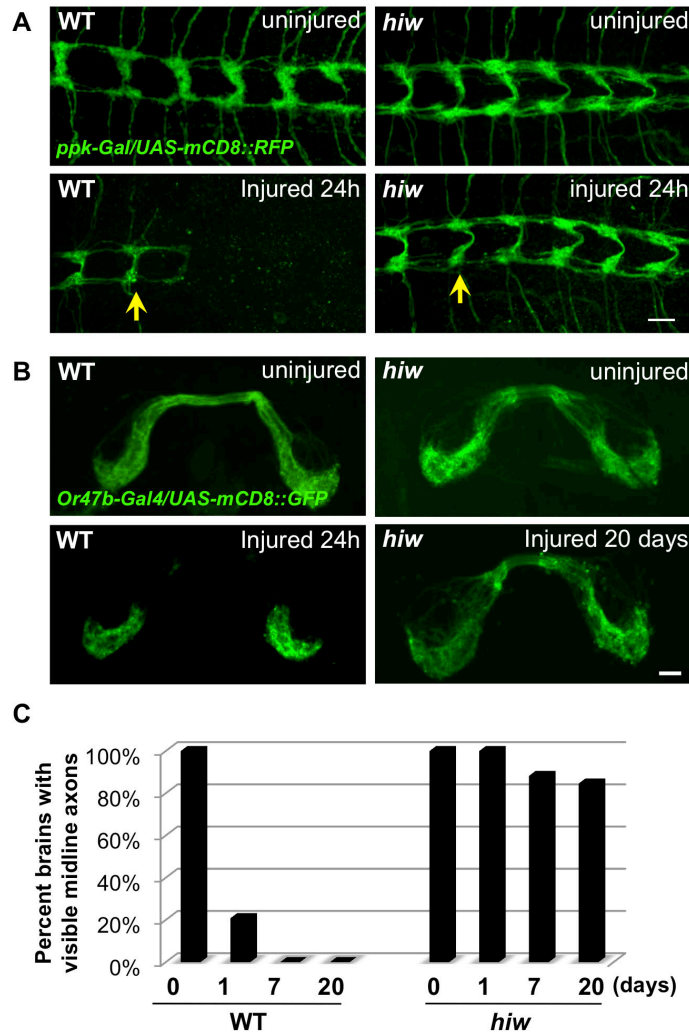 A
WT uninjured
hiw uninjured
ppk-Gal/UAS-mCD8::RFP
WT Injured 24h
hiw injured 24h
B
WT uninjured
hiw uninjured
Or47b-Gal4/UAS-mCD8::GFP
WT Injured 24h
hiw Injured 20 days
C
Percent brains with
visible midline axons
100%
80%
60%
40%
20%
0%
0 1 7 20 0 1 7 20 (days)
WT hiw